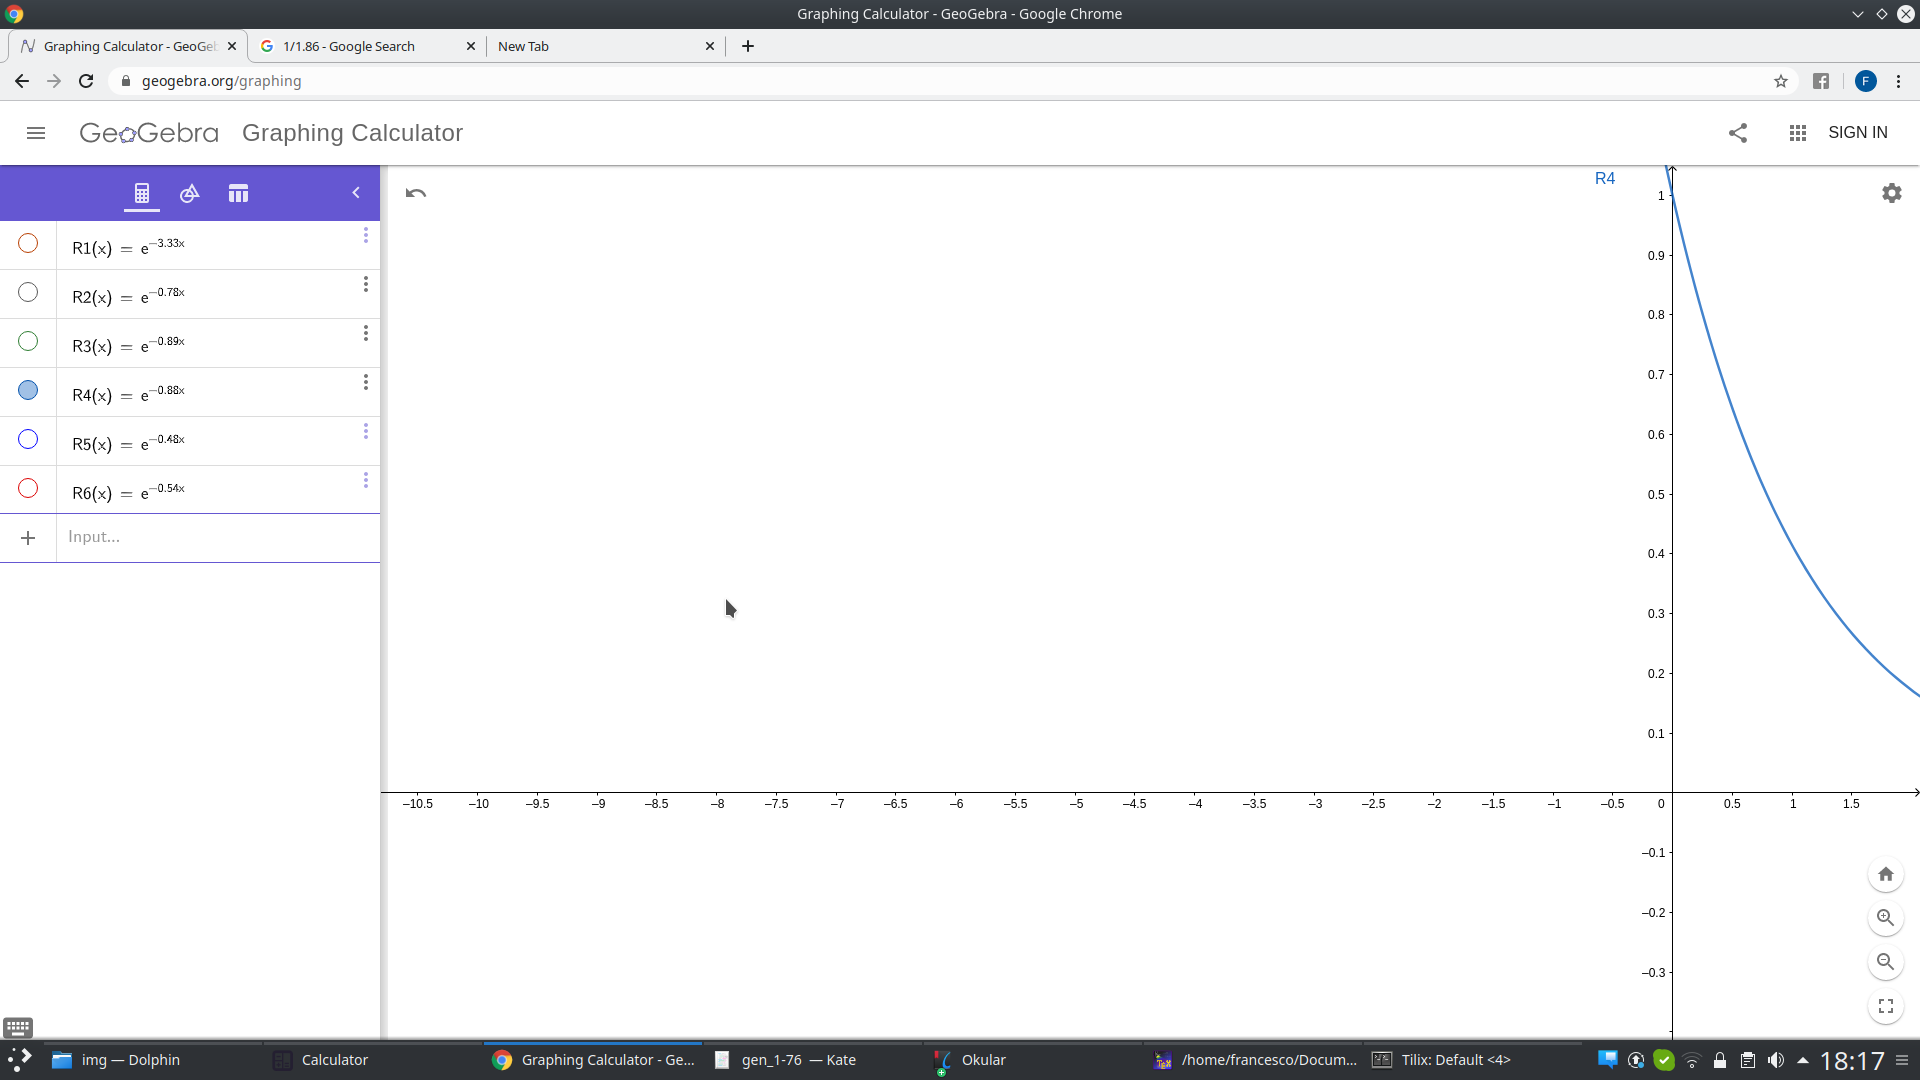 Graphing Calculator - GeoGebra - Google Chrome
Graphing Calculator - GeoGeb
1/1.86 - Google Search
New Tab
geogebra.org/graphing
F
GeoGebra
Graphing Calculator
SIGN IN
R1(x) = e^−3.33x
R2(x) = e^−0.78x
R3(x) = e^−0.89x
R4(x) = e^−0.88x
R5(x) = e^−0.48x
R6(x) = e^−0.54x
Input...
R4
1
0.9
0.8
0.7
0.6
0.5
0.4
0.3
0.2
0.1
–10.5 –10 –9.5 –9 –8.5 –8 –7.5 –7 –6.5 –6 –5.5 –5 –4.5 –4 –3.5 –3 –2.5 –2 –1.5 –1 –0.5 0 0.5 1 1.5
–0.1
–0.2
–0.3
img — Dolphin
Calculator
Graphing Calculator - Ge...
gen_1-76 — Kate
Okular
/home/francesco/Docum...
Tilix: Default <4>
18:17